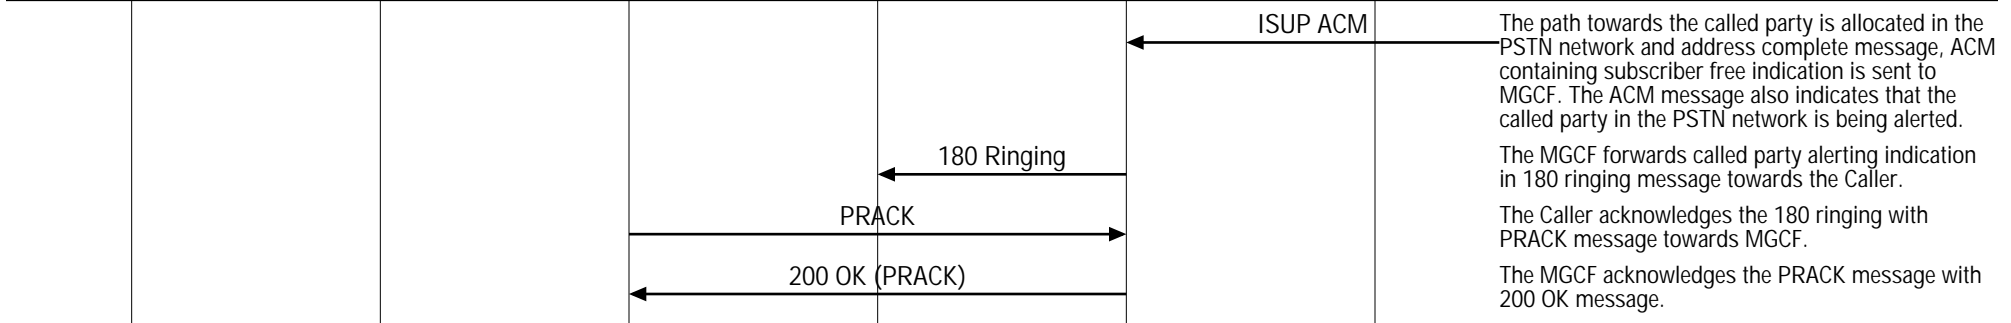 ISUP ACM
The path towards the called party is allocated in the
PSTN network and address complete message, ACM
containing subscriber free indication is sent to
MGCF. The ACM message also indicates that the
called party in the PSTN network is being alerted.
180 Ringing
The MGCF forwards called party alerting indication
in 180 ringing message towards the Caller.
PRACK
The Caller acknowledges the 180 ringing with
PRACK message towards MGCF.
200 OK (PRACK)
The MGCF acknowledges the PRACK message with
200 OK message.